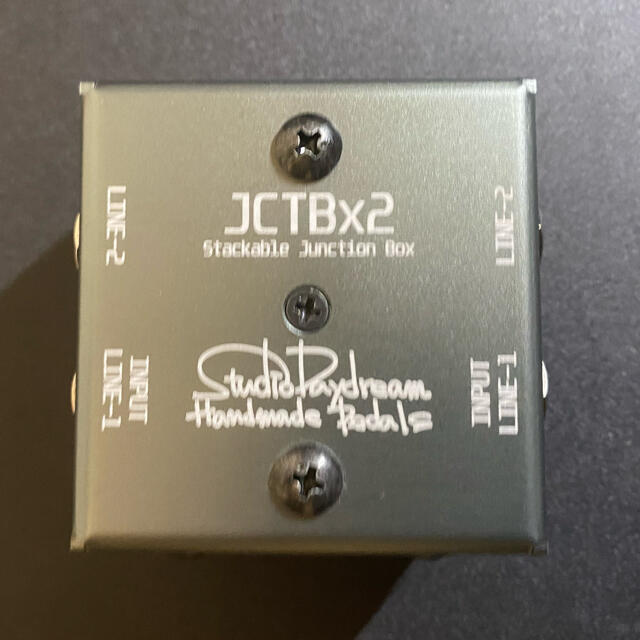 JCTBx2
Stackable Junction Box
LINE-2
LINE-2
INPUT
LINE-1
INPUT
LINE-1
StudioDaydream
Handmade Pedals